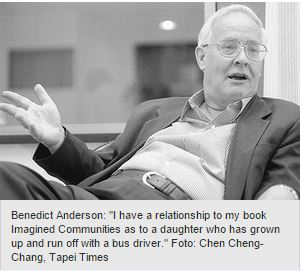 Benedict Anderson: "I have a relationship to my book
Imagined Communities as to a daughter who has grown
up and run off with a bus driver." Foto: Chen Cheng-
Chang, Tapei Times